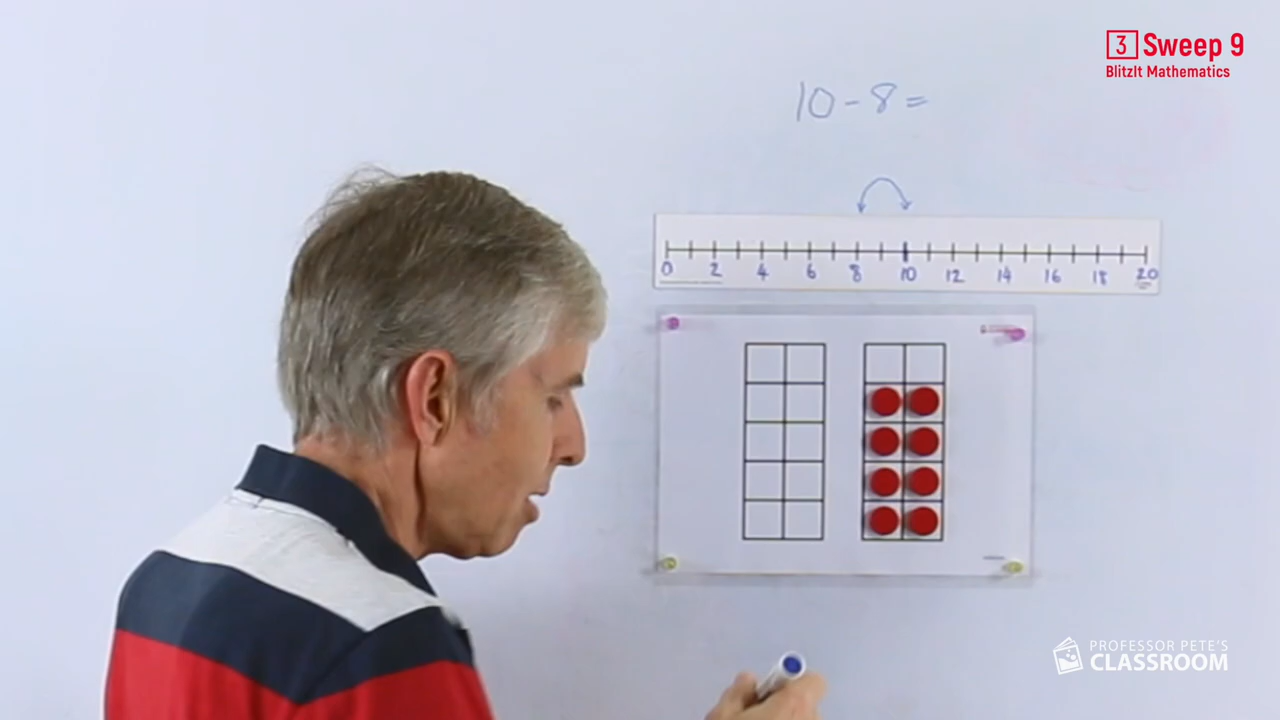 3 Sweep 9
BlitzIt Mathematics
10-8=
0 2 4 6 8 10 12 14 16 18 20
PROFESSOR PETE'S
CLASSROOM